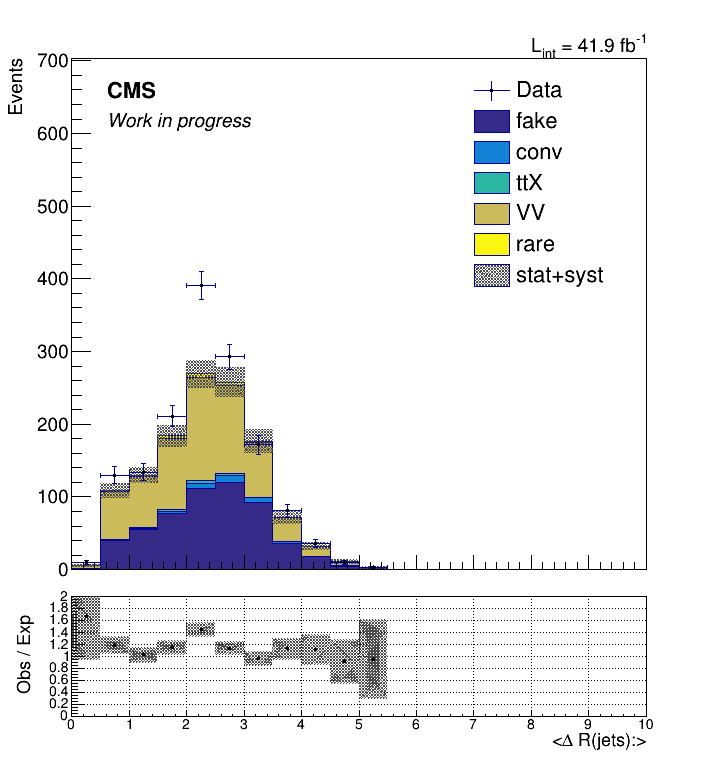 L_int = 41.9 fb^-1
Events
700
600
500
400
300
200
100
0
CMS
Work in progress
Data
fake
conv
ttX
VV
rare
stat+syst
Obs / Exp
2
1.8
1.6
1.4
1.2
1
0.8
0.6
0.4
0.2
0
0 1 2 3 4 5 6 7 8 9 10
<Δ R(jets):>